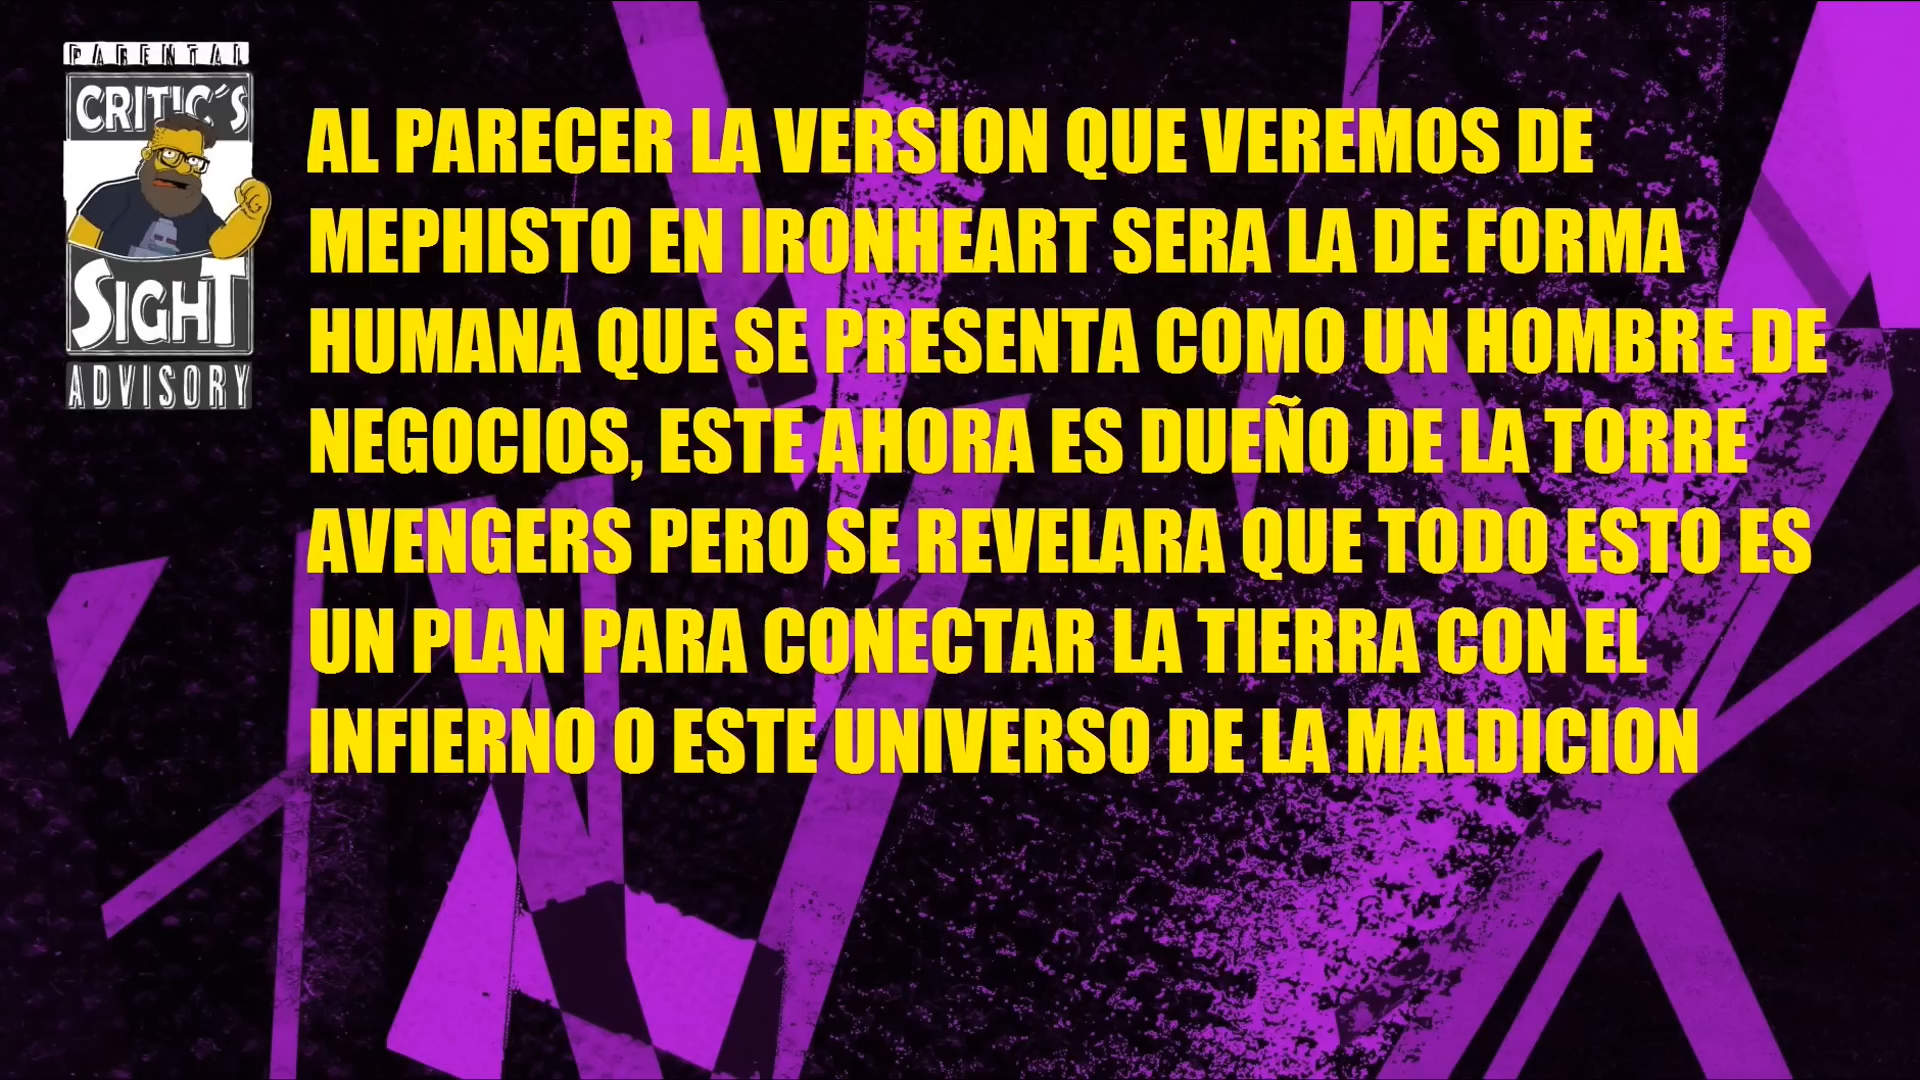 PARENTAL
CRITIC´S
SIGHT
ADVISORY
AL PARECER LA VERSION QUE VEREMOS DE
MEPHISTO EN IRONHEART SERA LA DE FORMA
HUMANA QUE SE PRESENTA COMO UN HOMBRE DE
NEGOCIOS, ESTE AHORA ES DUEÑO DE LA TORRE
AVENGERS PERO SE REVELARA QUE TODO ESTO ES
UN PLAN PARA CONECTAR LA TIERRA CON EL
INFIERNO O ESTE UNIVERSO DE LA MALDICION